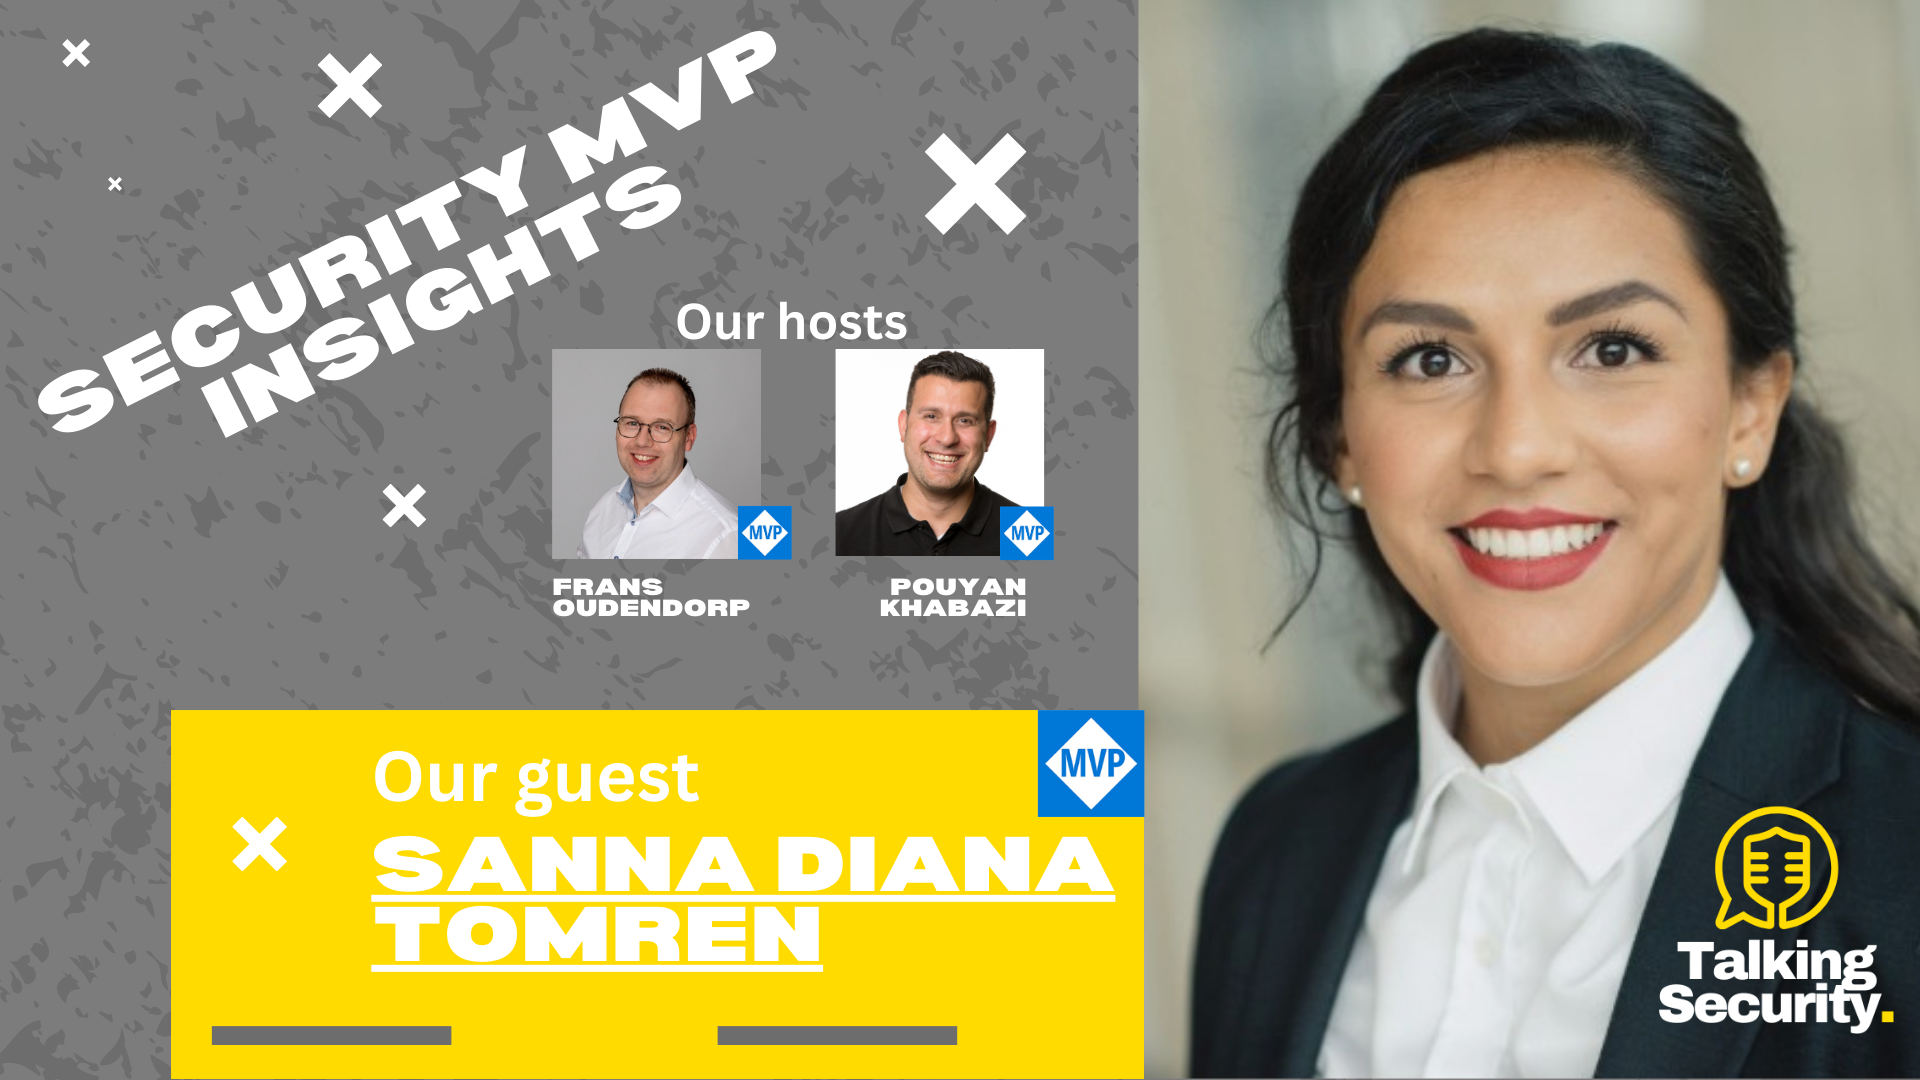 SECURITY MVP
INSIGHTS
Our hosts
MVP
MVP
FRANS
OUDENDORP
POUYAN
KHABAZI
Our guest
MVP
SANNA DIANA
TOMREN
Talking
Security.